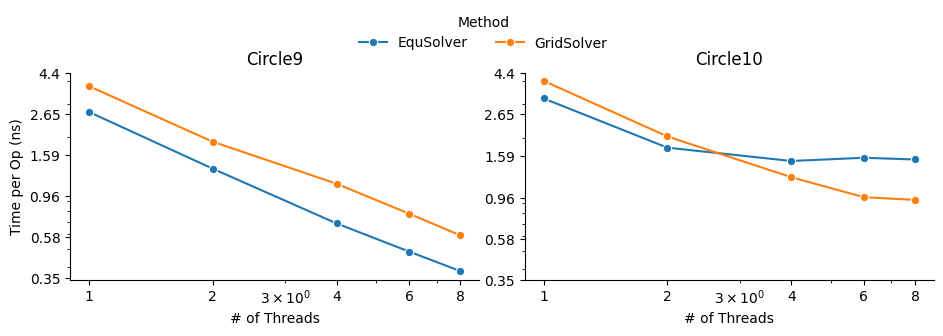 Method
EquSolver GridSolver
Circle9
Circle10
Time per Op (ns)
4.4
2.65
1.59
0.96
0.58
0.35
1 2 3 × 10⁰ 4 6 8
# of Threads
4.4
2.65
1.59
0.96
0.58
0.35
1 2 3 × 10⁰ 4 6 8
# of Threads